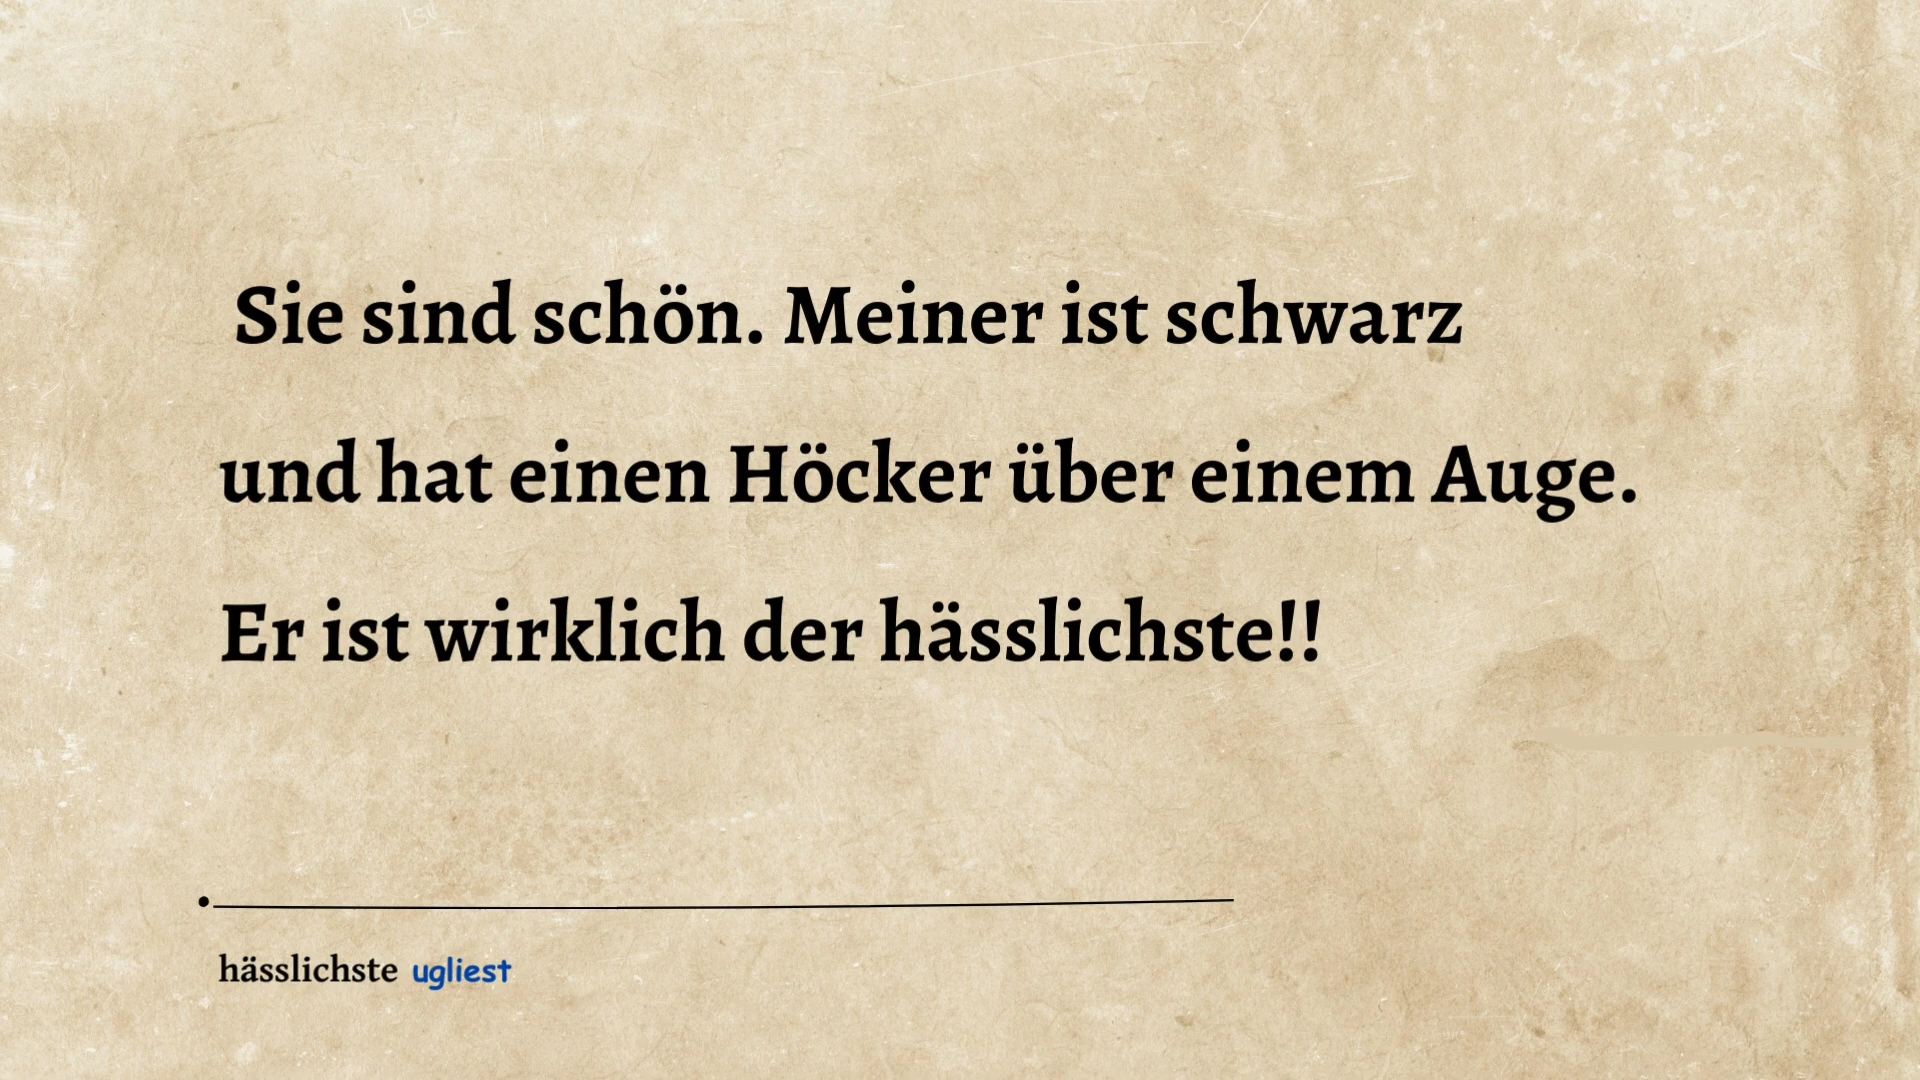 Sie sind schön. Meiner ist schwarz
und hat einen Höcker über einem Auge.
Er ist wirklich der hässlichste!!
hässlichste ugliest